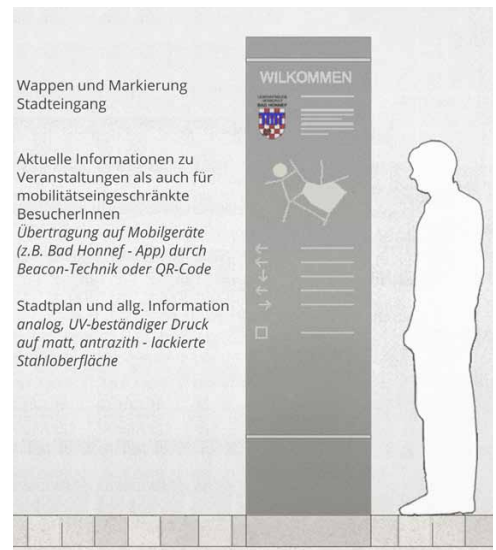 Wappen und Markierung
Stadteingang
Aktuelle Informationen zu
Veranstaltungen als auch für
mobilitätseingeschränkte
BesucherInnen
Übertragung auf Mobilgeräte
(z.B. Bad Honnef - App) durch
Beacon-Technik oder QR-Code
Stadtplan und allg. Information
analog, UV-beständiger Druck
auf matt, antrazith - lackierte
Stahloberfläche
WILKOMMEN
BAD HONNEF